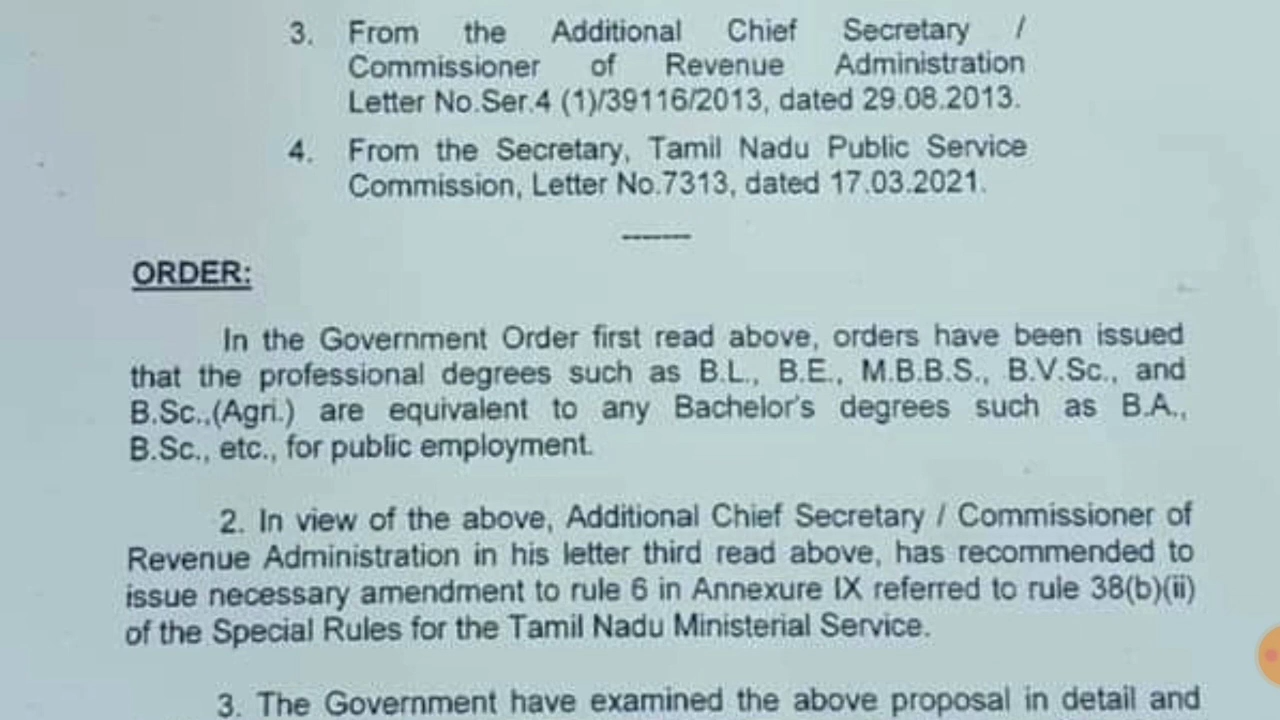 3. From the Additional Chief Secretary /
Commissioner of Revenue Administration
Letter No.Ser.4 (1)/39116/2013, dated 29.08.2013.
4. From the Secretary, Tamil Nadu Public Service
Commission, Letter No.7313, dated 17.03.2021.
-------
ORDER:
In the Government Order first read above, orders have been issued
that the professional degrees such as B.L., B.E., M.B.B.S., B.V.Sc., and
B.Sc.,(Agri.) are equivalent to any Bachelor's degrees such as B.A.,
B.Sc., etc., for public employment.
2. In view of the above, Additional Chief Secretary / Commissioner of
Revenue Administration in his letter third read above, has recommended to
issue necessary amendment to rule 6 in Annexure IX referred to rule 38(b)(ii)
of the Special Rules for the Tamil Nadu Ministerial Service.
3. The Government have examined the above proposal in detail and